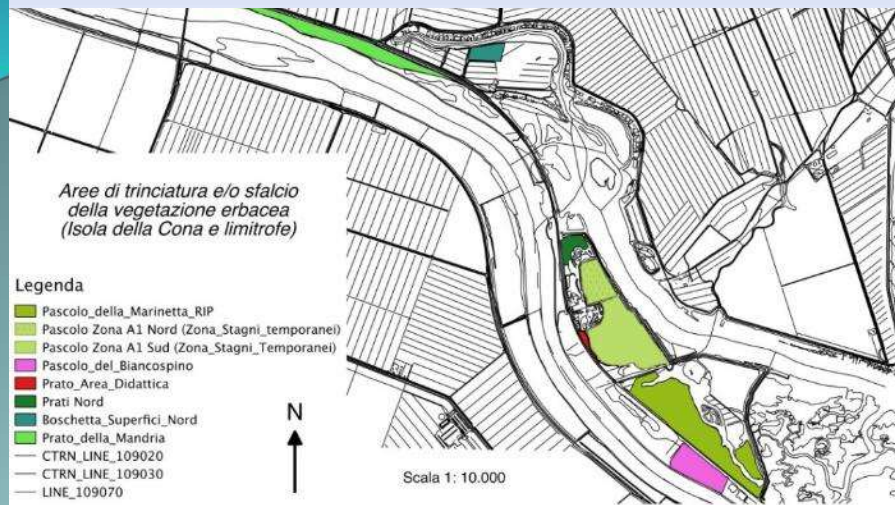 Aree di trinciatura e/o sfalcio
della vegetazione erbacea
(Isola della Cona e limitrofe)
Legenda
Pascolo_della_Marinetta_RIP
Pascolo Zona A1 Nord (Zona_Stagni_temporanei)
Pascolo Zona A1 Sud (Zona_Stagni_Temporanei)
Pascolo_del_Biancospino
Prato_Area_Didattica
Prati Nord
Boschetta_Superfici_Nord
Prato_della_Mandria
CTRN_LINE_109020
CTRN_LINE_109030
LINE_109070
N
Scala 1: 10.000